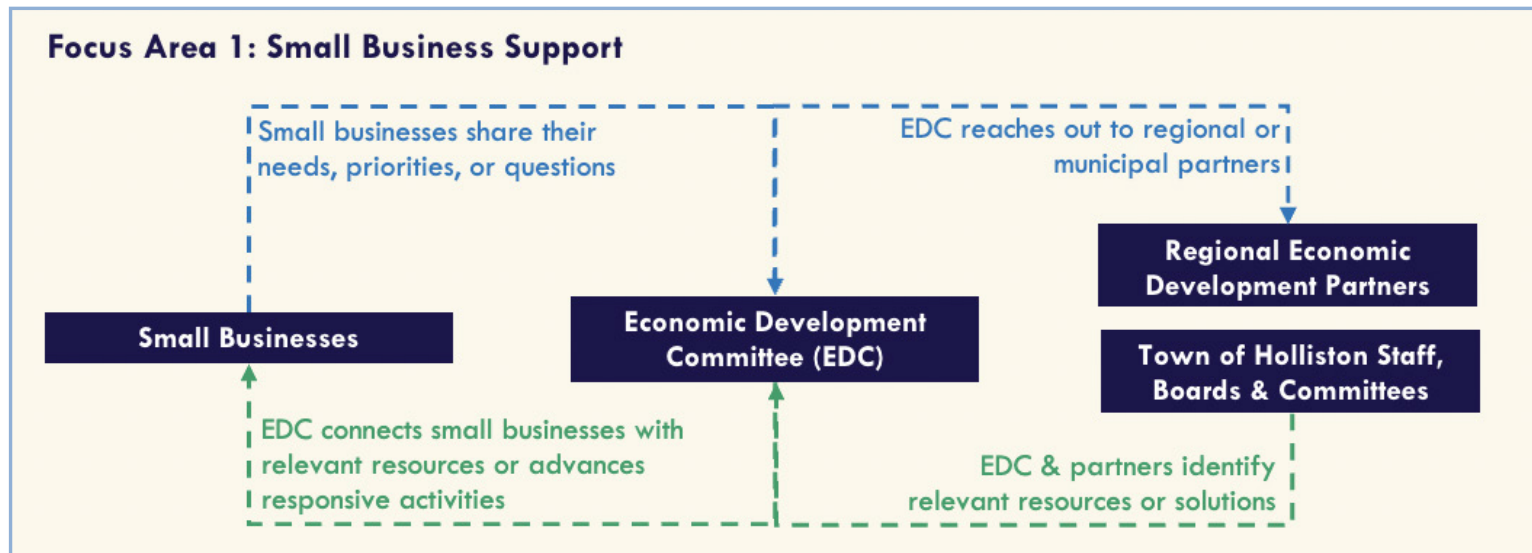 Focus Area 1: Small Business Support
Small businesses share their
needs, priorities, or questions
EDC reaches out to regional or
municipal partners
Regional Economic
Development Partners
Small Businesses
Economic Development
Committee (EDC)
Town of Holliston Staff,
Boards & Committees
EDC connects small businesses with
relevant resources or advances
responsive activities
EDC & partners identify
relevant resources or solutions